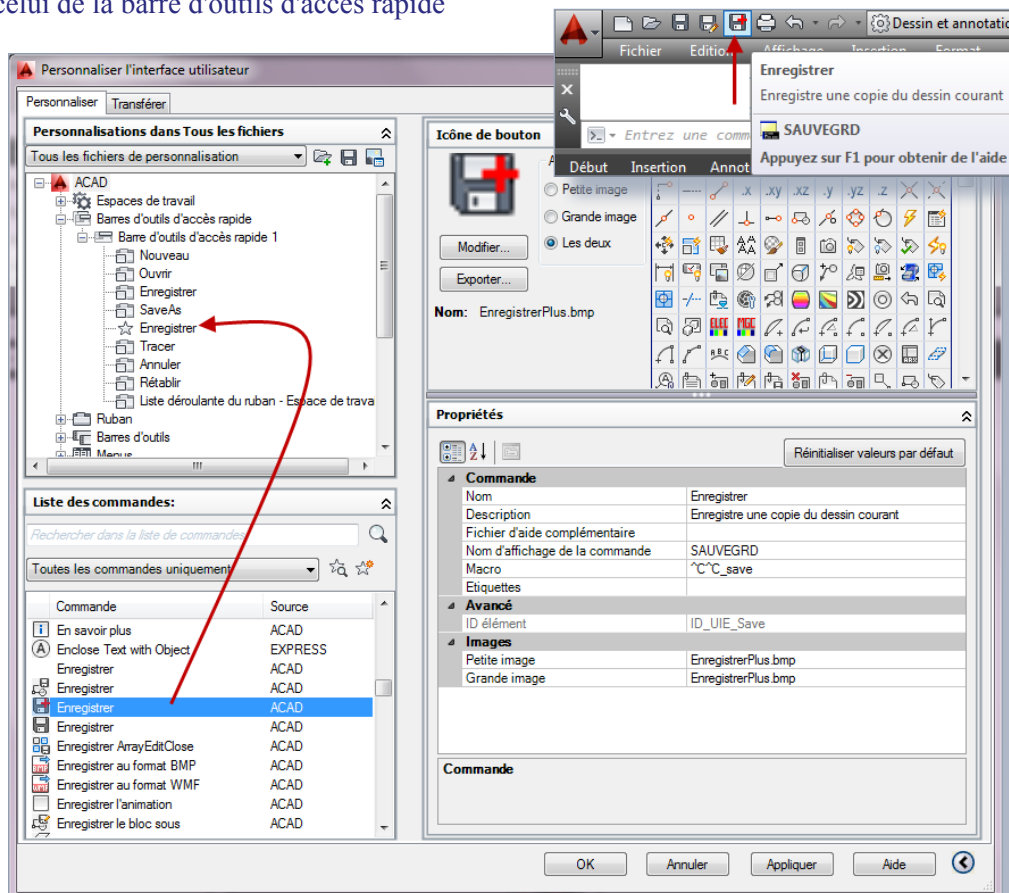 celui de la barre d'outils d'accès rapide
Dessin et annotatio
Fichier Edition Affichage Insertion Format
Enregistrer
Enregistre une copie du dessin courant
SAUVEGRD
Appuyez sur F1 pour obtenir de l'aide
Entrez une comm
Début Insertion Annot
Personnaliser l'interface utilisateur
Personnaliser Transférer
Personnalisations dans Tous les fichiers
Tous les fichiers de personnalisation
ACAD
Espaces de travail
Barres d'outils d'accès rapide
Barre d'outils d'accès rapide 1
Nouveau
Ouvrir
Enregistrer
SaveAs
Enregistrer
Tracer
Annuler
Rétablir
Liste déroulante du ruban - Espace de trava
Ruban
Barres d'outils
Menus
Icône de bouton
Petite image
Grande image
Les deux
Modifier...
Exporter...
Nom: EnregistrerPlus.bmp
.x .xy .xz .y .yz .z
Liste des commandes:
Rechercher dans la liste de commandes
Toutes les commandes uniquement
Commande Source
En savoir plus ACAD
Enclose Text with Object EXPRESS
Enregistrer ACAD
Enregistrer ACAD
Enregistrer ACAD
Enregistrer ACAD
Enregistrer ArrayEditClose ACAD
Enregistrer au format BMP ACAD
Enregistrer au format WMF ACAD
Enregistrer l'animation ACAD
Enregistrer le bloc sous ACAD
Propriétés
Réinitialiser valeurs par défaut
Commande
Nom Enregistrer
Description Enregistre une copie du dessin courant
Fichier d'aide complémentaire
Nom d'affichage de la commande SAUVEGRD
Macro ^C^C_save
Etiquettes
Avancé
ID élément ID_UIE_Save
Images
Petite image EnregistrerPlus.bmp
Grande image EnregistrerPlus.bmp
Commande
OK Annuler Appliquer Aide